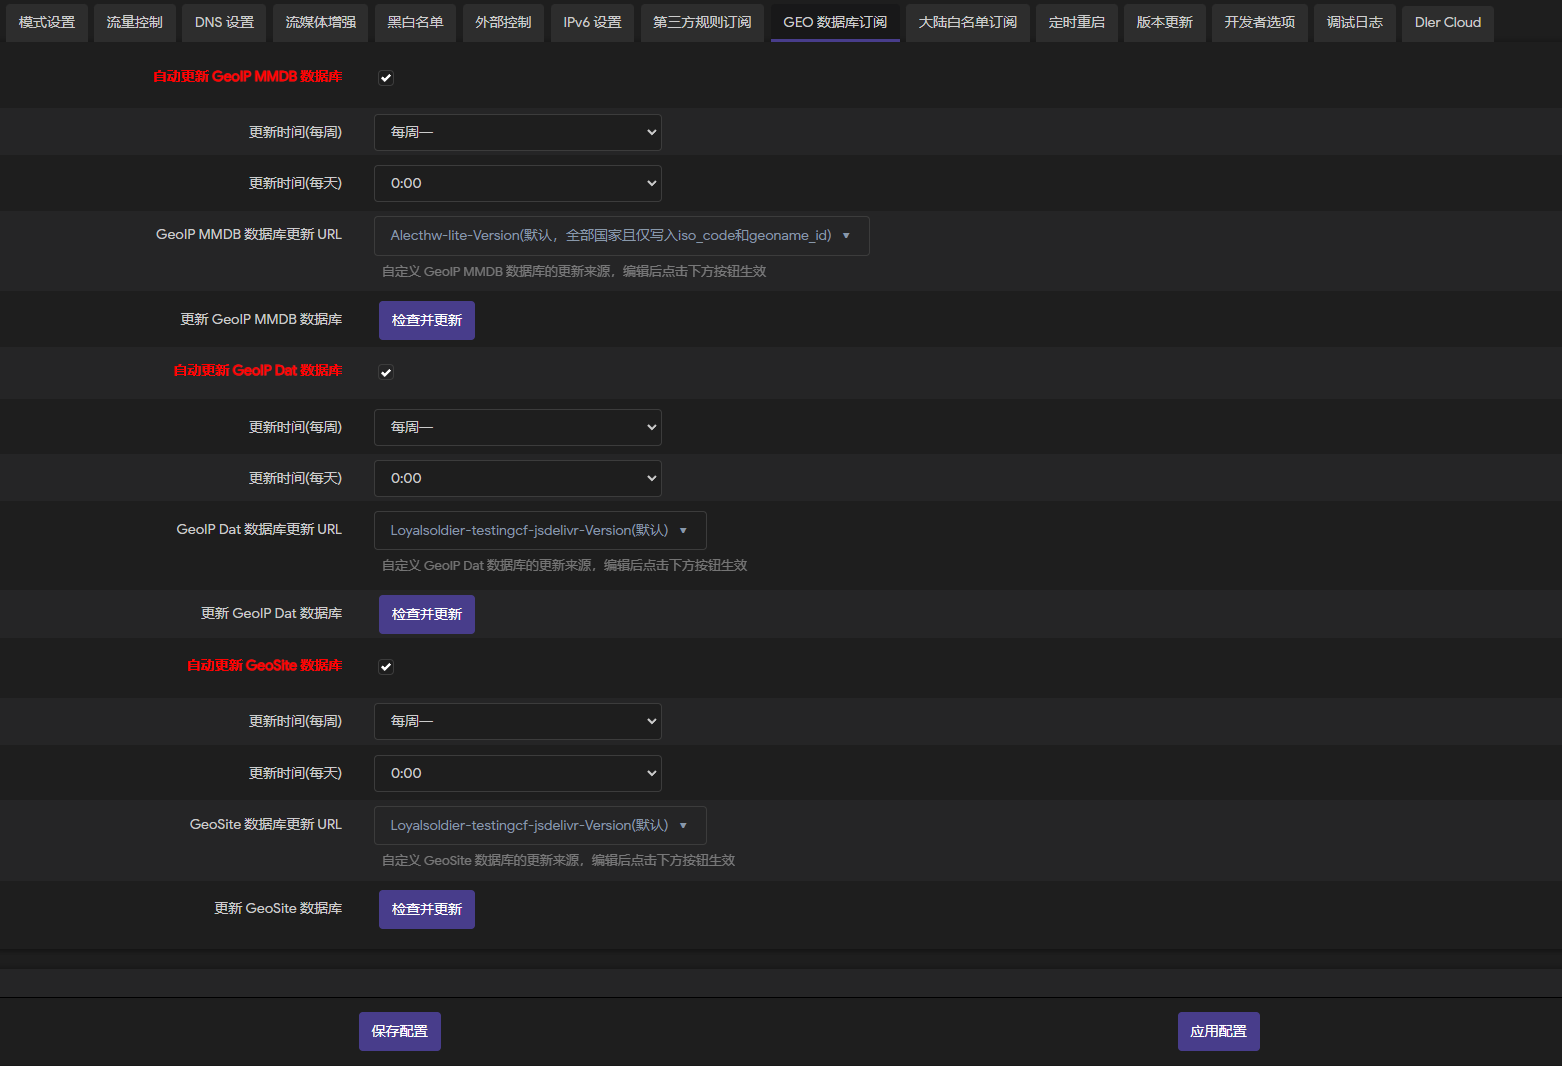 模式设置 流量控制 DNS 设置 流媒体增强 黑白名单 外部控制 IPv6 设置 第三方规则订阅 GEO 数据库订阅 大陆白名单订阅 定时重启 版本更新 开发者选项 调试日志 Dler Cloud
自动更新 GeoIP MMDB 数据库
更新时间(每周) 每周一
更新时间(每天) 0:00
GeoIP MMDB 数据库更新 URL Alecthw-lite-Version(默认，全部国家且仅写入iso_code和geoname_id)
自定义 GeoIP MMDB 数据库的更新来源，编辑后点击下方按钮生效
更新 GeoIP MMDB 数据库 检查并更新
自动更新 GeoIP Dat 数据库
更新时间(每周) 每周一
更新时间(每天) 0:00
GeoIP Dat 数据库更新 URL Loyalsoldier-testingcf-jsdelivr-Version(默认)
自定义 GeoIP Dat 数据库的更新来源，编辑后点击下方按钮生效
更新 GeoIP Dat 数据库 检查并更新
自动更新 GeoSite 数据库
更新时间(每周) 每周一
更新时间(每天) 0:00
GeoSite 数据库更新 URL Loyalsoldier-testingcf-jsdelivr-Version(默认)
自定义 GeoSite 数据库的更新来源，编辑后点击下方按钮生效
更新 GeoSite 数据库 检查并更新
保存配置 应用配置